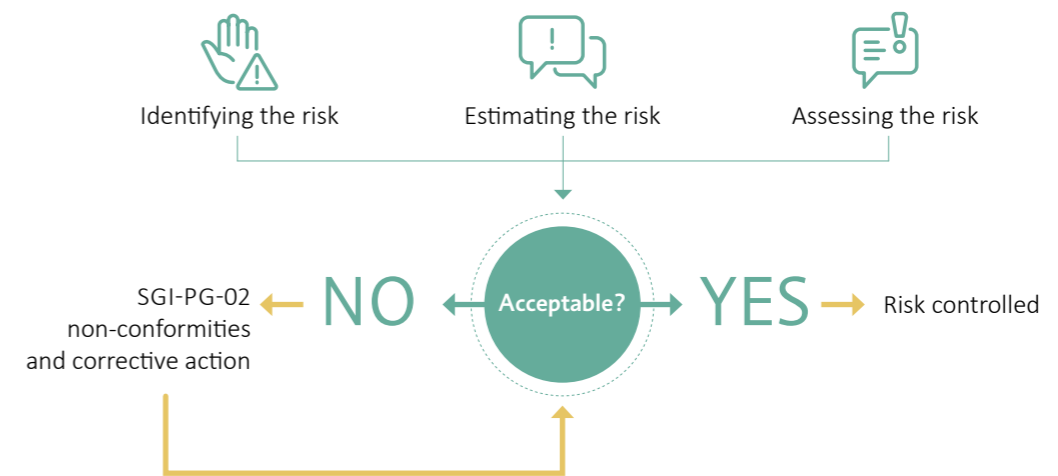 Identifying the risk
Estimating the risk
Assessing the risk
Acceptable?
NO
SGI-PG-02
non-conformities
and corrective action
YES
Risk controlled